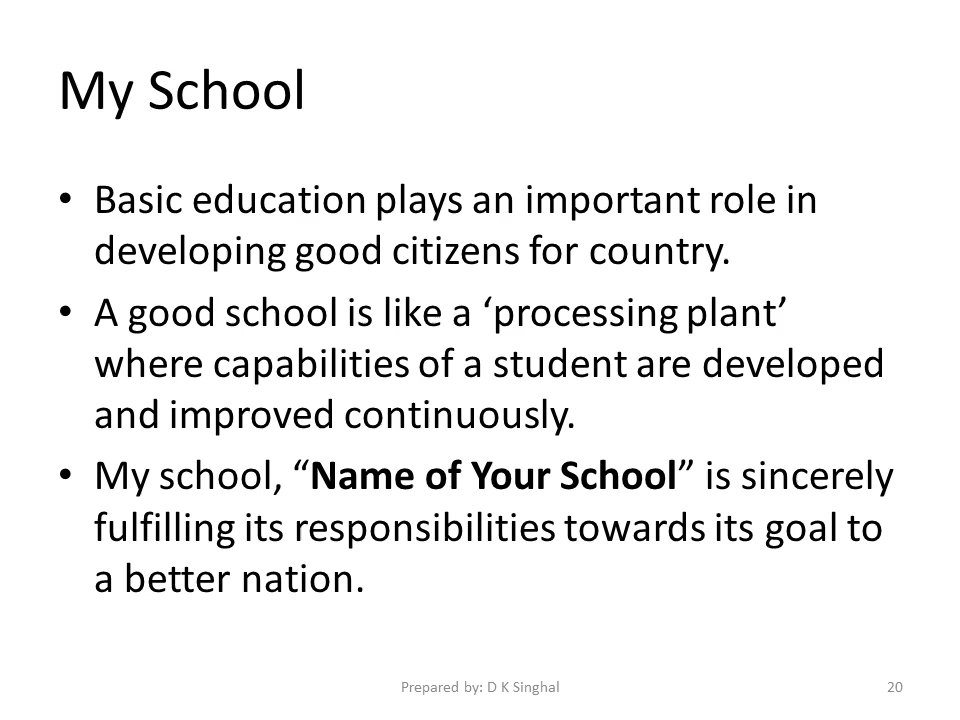 My School
• Basic education plays an important role in
developing good citizens for country.
• A good school is like a ‘processing plant’
where capabilities of a student are developed
and improved continuously.
• My school, “Name of Your School” is sincerely
fulfilling its responsibilities towards its goal to
a better nation.
Prepared by: D K Singhal
20